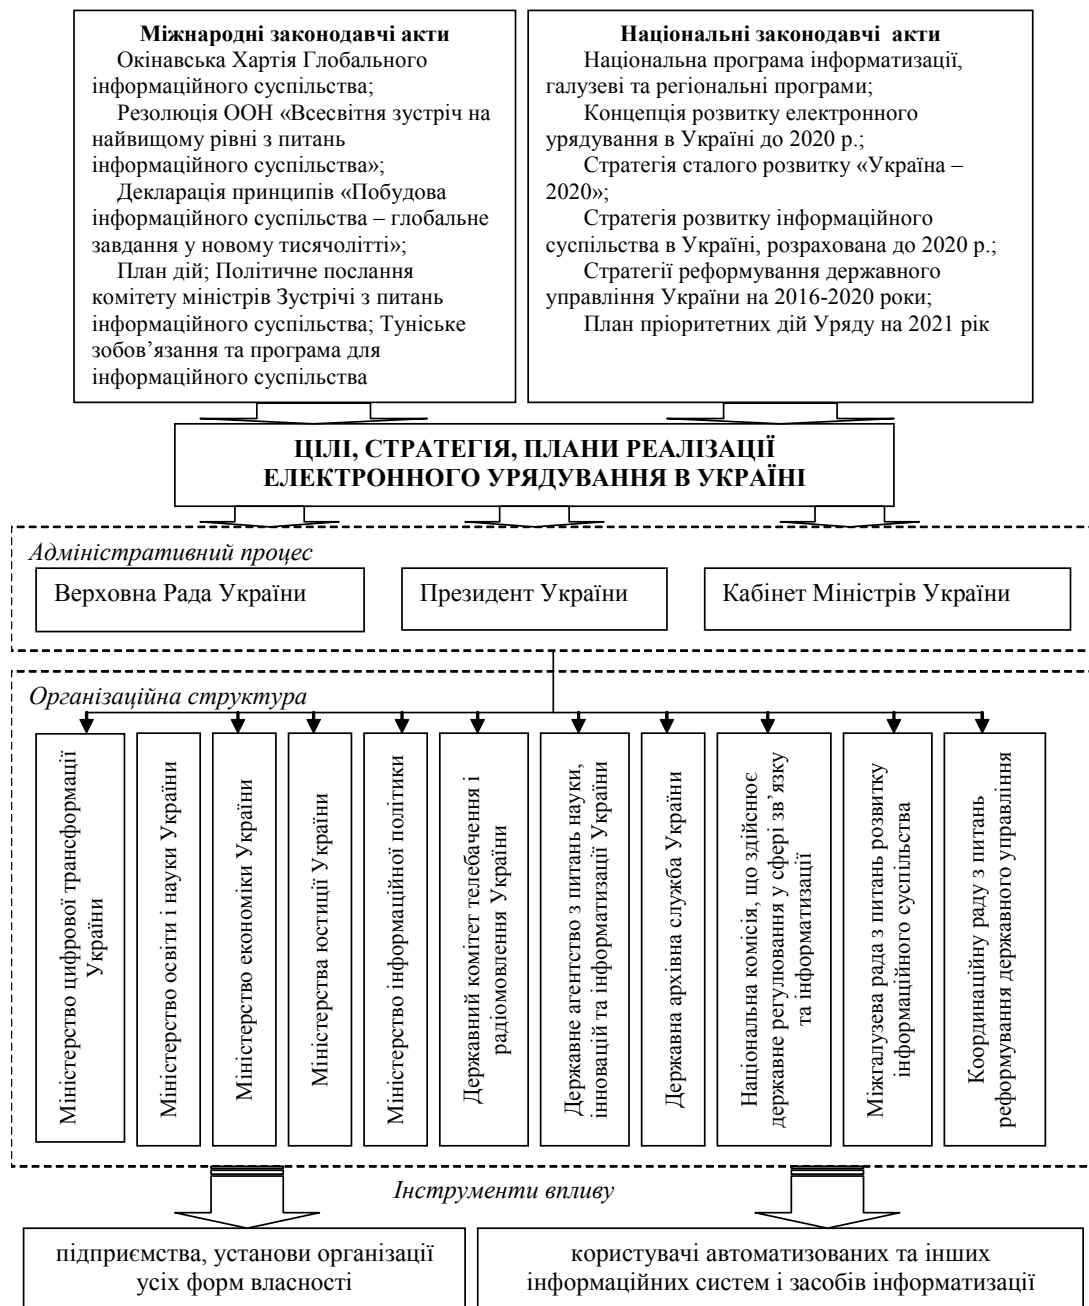 Міжнародні законодавчі акти
Окінавська Хартія Глобального
інформаційного суспільства;
Резолюція ООН «Всесвітня зустріч на
найвищому рівні з питань
інформаційного суспільства»;
Декларація принципів «Побудова
інформаційного суспільства – глобальне
завдання у новому тисячолітті»;
План дій; Політичне послання
комітету міністрів Зустрічі з питань
інформаційного суспільства; Туніське
зобов’язання та програма для
інформаційного суспільства
Національні законодавчі акти
Національна програма інформатизації,
галузеві та регіональні програми;
Концепція розвитку електронного
урядування в Україні до 2020 р.;
Стратегія сталого розвитку «Україна –
2020»;
Стратегія розвитку інформаційного
суспільства в Україні, розрахована до 2020 р.;
Стратегії реформування державного
управління України на 2016-2020 роки;
План пріоритетних дій Уряду на 2021 рік
ЦІЛІ, СТРАТЕГІЯ, ПЛАНИ РЕАЛІЗАЦІЇ
ЕЛЕКТРОННОГО УРЯДУВАННЯ В УКРАЇНІ
Адміністративний процес
Верховна Рада України
Президент України
Кабінет Міністрів України
Організаційна структура
Міністерство цифрової трансформації
України
Міністерство освіти і науки України
Міністерство економіки України
Міністерства юстиції України
Міністерство інформаційної політики
Державний комітет телебачення і
радіомовлення України
Державне агентство з питань науки,
інновацій та інформатизації України
Державна архівна служба України
Національна комісія, що здійснює
державне регулювання у сфері зв’язку
та інформатизації
Міжгалузева рада з питань розвитку
інформаційного суспільства
Координаційну раду з питань
реформування державного управління
Інструменти впливу
підприємства, установи організації
усіх форм власності
користувачі автоматизованих та інших
інформаційних систем і засобів інформатизації